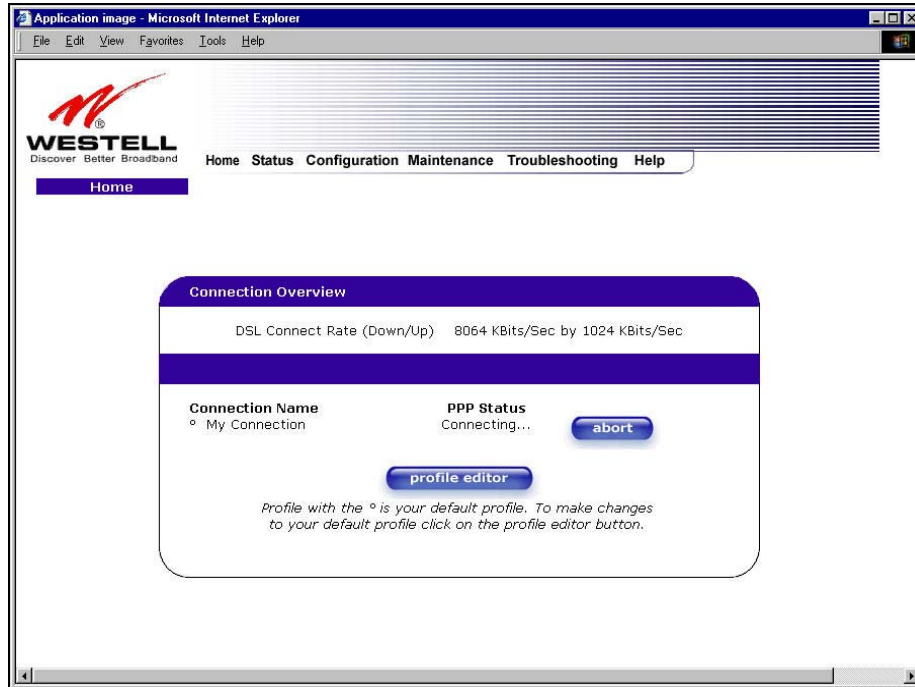 Application image - Microsoft Internet Explorer
File Edit View Favorites Tools Help
WESTELL®
Discover Better Broadband
Home Status Configuration Maintenance Troubleshooting Help
Home
Connection Overview
DSL Connect Rate (Down/Up) 8064 KBits/Sec by 1024 KBits/Sec
Connection Name PPP Status
° My Connection Connecting... abort
profile editor
Profile with the ° is your default profile. To make changes
to your default profile click on the profile editor button.